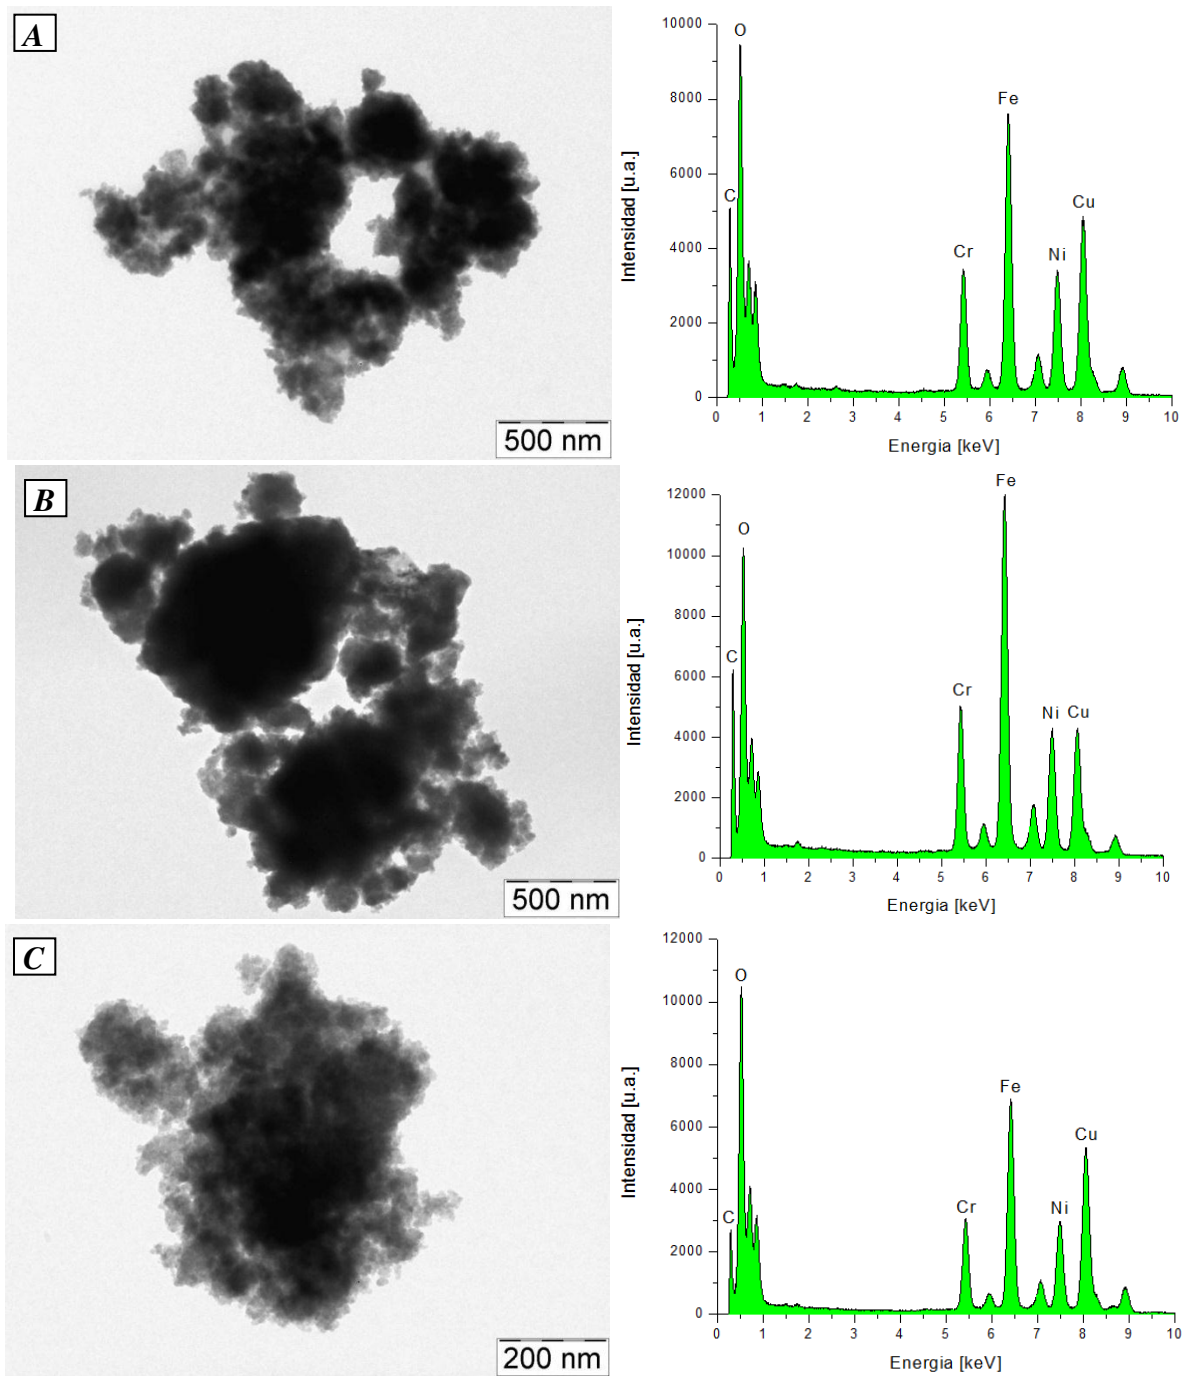 A
500 nm
10000
8000
6000
4000
2000
0
Intensidad [u.a.]
C
O
Cr
Fe
Ni
Cu
0 1 2 3 4 5 6 7 8 9 10
Energia [keV]
B
500 nm
12000
10000
8000
6000
4000
2000
0
Intensidad [u.a.]
C
O
Cr
Fe
Ni
Cu
0 1 2 3 4 5 6 7 8 9 10
Energia [keV]
C
200 nm
12000
10000
8000
6000
4000
2000
0
Intensidad [u.a.]
C
O
Cr
Fe
Ni
Cu
0 1 2 3 4 5 6 7 8 9 10
Energia [keV]